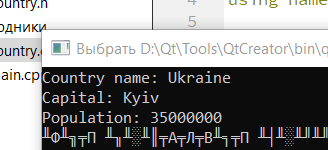 ountry.h
одники
ountry.c
ain.cp
4
5
using name
Выбрать D:\Qt\Tools\QtCreator\bin\q
Country name: Ukraine
Capital: Kyiv
Population: 35000000